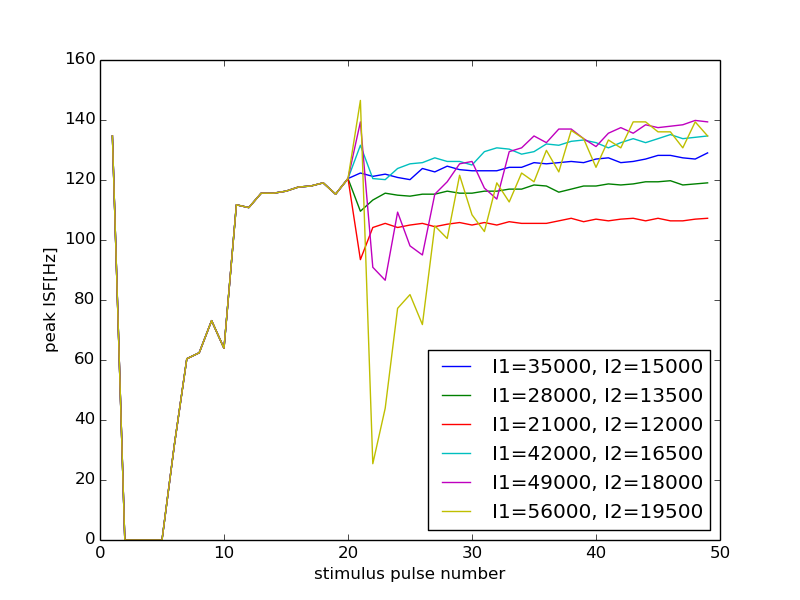 160
140
120
100
80
60
40
20
0
peak ISF[Hz]
I1=35000, I2=15000
I1=28000, I2=13500
I1=21000, I2=12000
I1=42000, I2=16500
I1=49000, I2=18000
I1=56000, I2=19500
0 10 20 30 40 50
stimulus pulse number